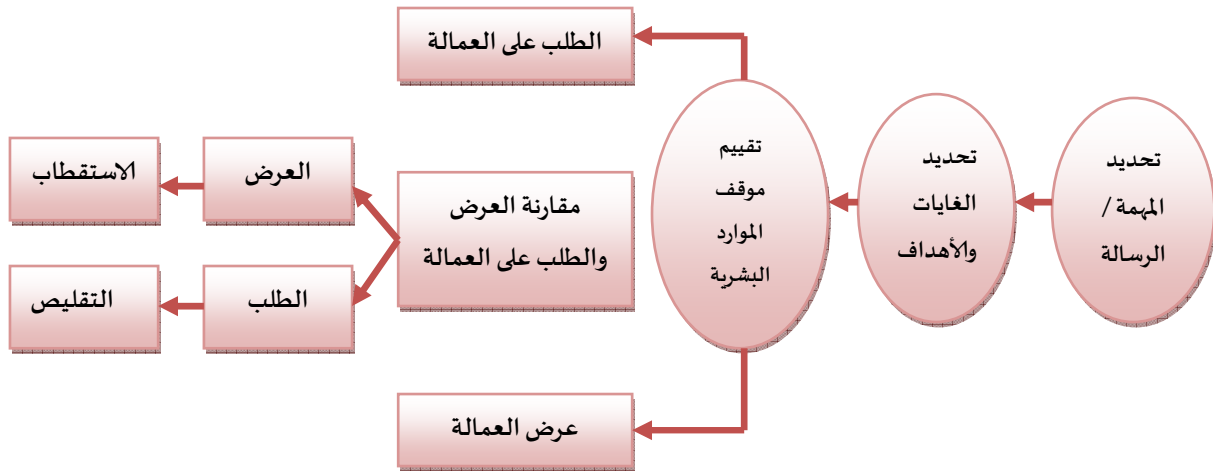 تحديد
المهمة /
الرسالة
تحديد
الغايات
والأهداف
تقييم
موقف
الموارد
البشرية
الطلب على العمالة
مقارنة العرض
والطلب على العمالة
عرض العمالة
العرض
الطلب
الاستقطاب
التقليص